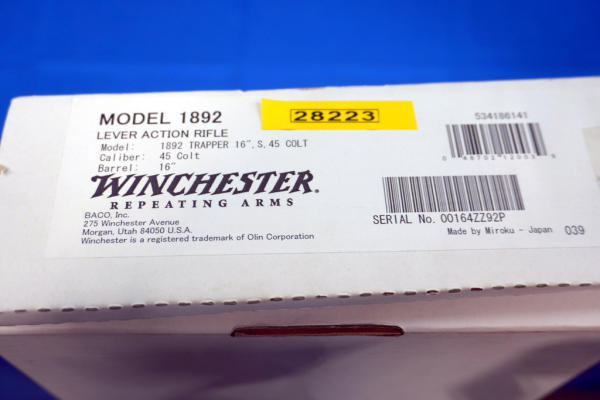 MODEL 1892
28223
LEVER ACTION RIFLE
Model: 1892 TRAPPER 16", S, 45 COLT
Caliber: 45 Colt
Barrel: 16"
WINCHESTER®
REPEATING ARMS
BACO, Inc.
275 Winchester Avenue
Morgan, Utah 84050 U.S.A.
Winchester is a registered trademark of Olin Corporation
534186141
SERIAL No. 00164ZZ92P
Made by Miroku - Japan 039